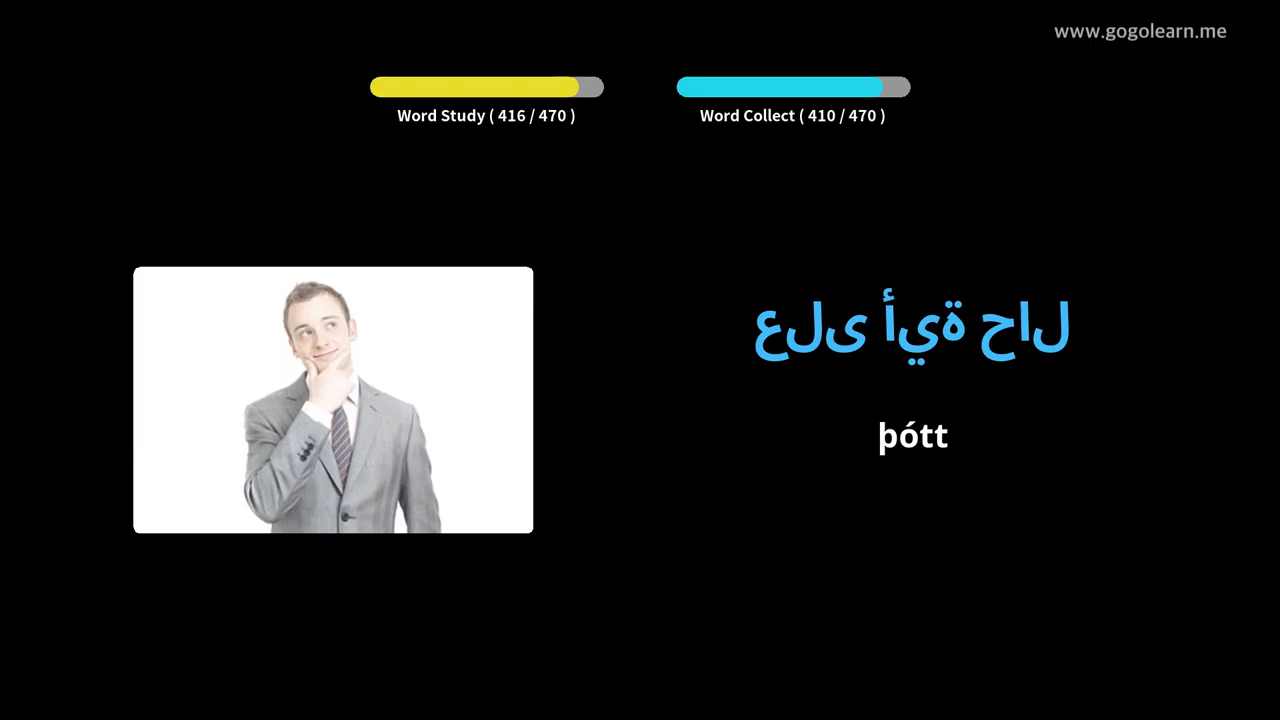 www.gogolearn.me
Word Study ( 416 / 470 )
Word Collect ( 410 / 470 )
على أية حال
þótt